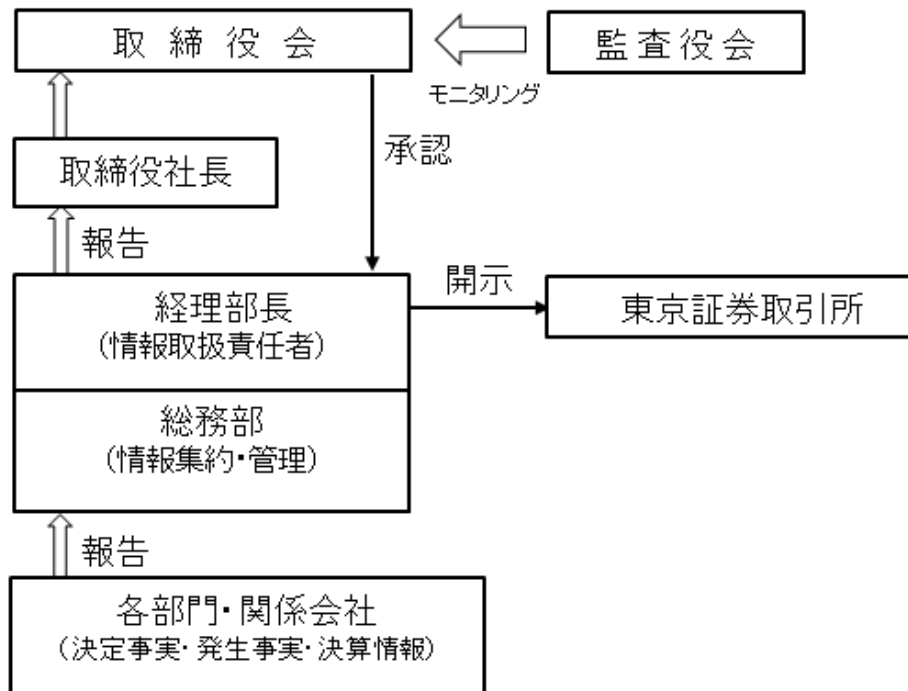 取締役会
監査役会
モニタリング
承認
取締役社長
報告
開示
経理部長
(情報取扱責任者)
東京証券取引所
総務部
(情報集約・管理)
報告
各部門・関係会社
(決定事実・発生事実・決算情報)